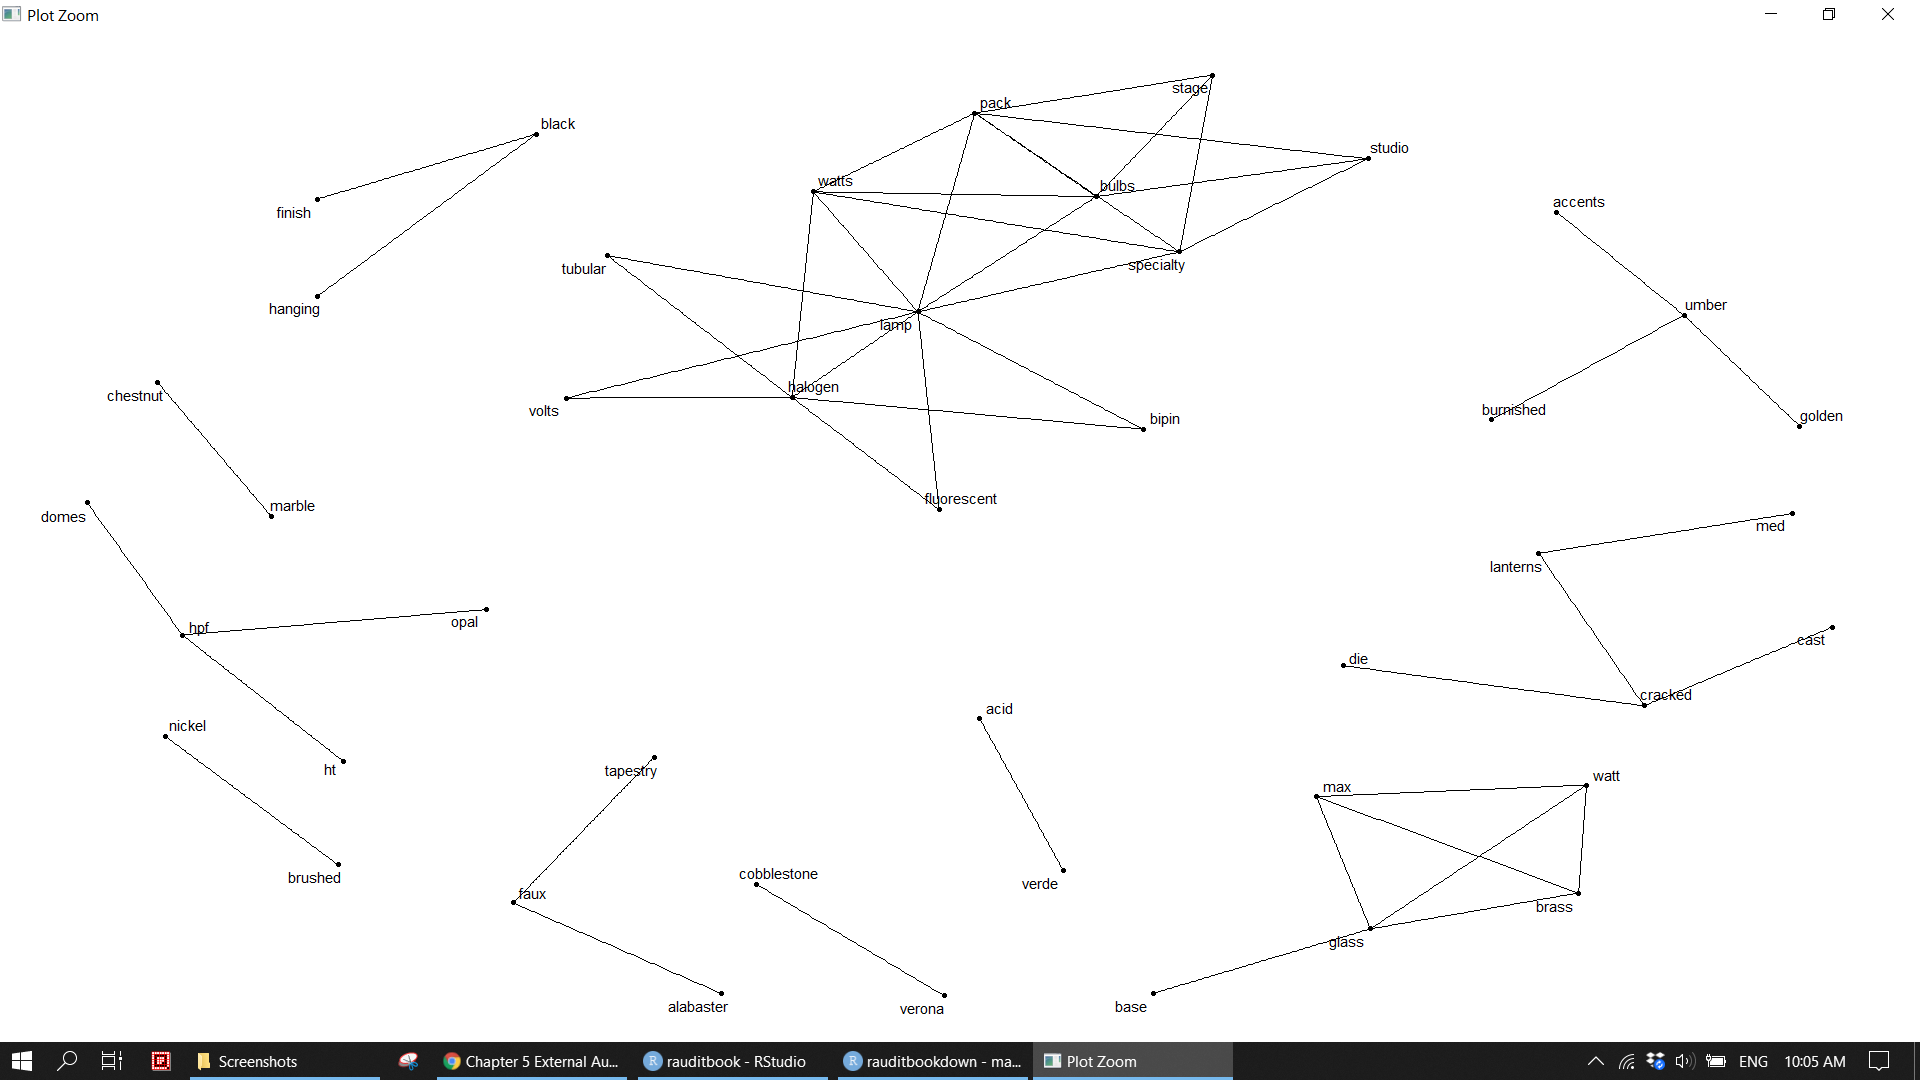 Plot Zoom
stage
pack
black
studio
watts
bulbs
accents
finish
tubular
specialty
hanging
umber
lamp
halogen
chestnut
volts
burnished
golden
bipin
fluorescent
marble
domes
med
lanterns
hpf
opal
cast
die
cracked
acid
nickel
ht
tapestry
watt
max
cobblestone
brushed
verde
faux
brass
glass
alabaster
verona
base
Screenshots
Chapter 5 External Au...
rauditbook - RStudio
rauditbookdown - ma...
Plot Zoom
ENG
10:05 AM